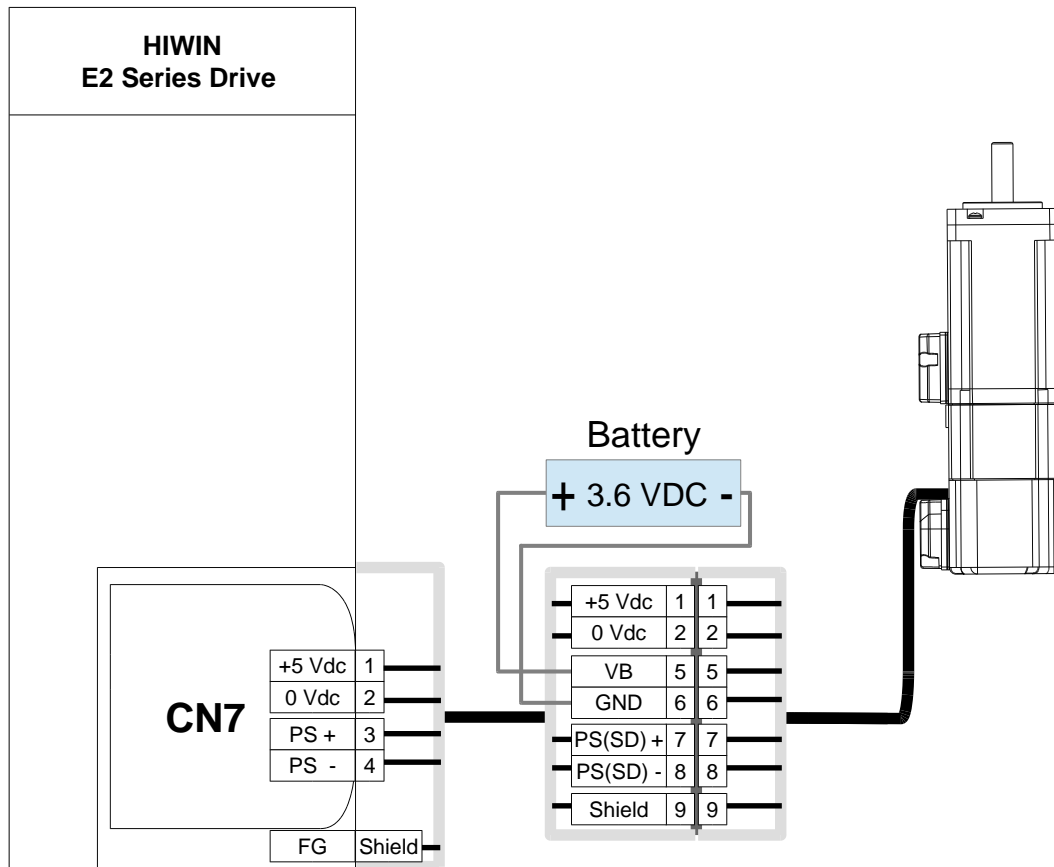 HIWIN
E2 Series Drive
Battery
+ 3.6 VDC -
+5 Vdc 1 1
0 Vdc 2 2
VB 5 5
GND 6 6
PS(SD) + 7 7
PS(SD) - 8 8
Shield 9 9
CN7
+5 Vdc 1
0 Vdc 2
PS + 3
PS - 4
FG Shield